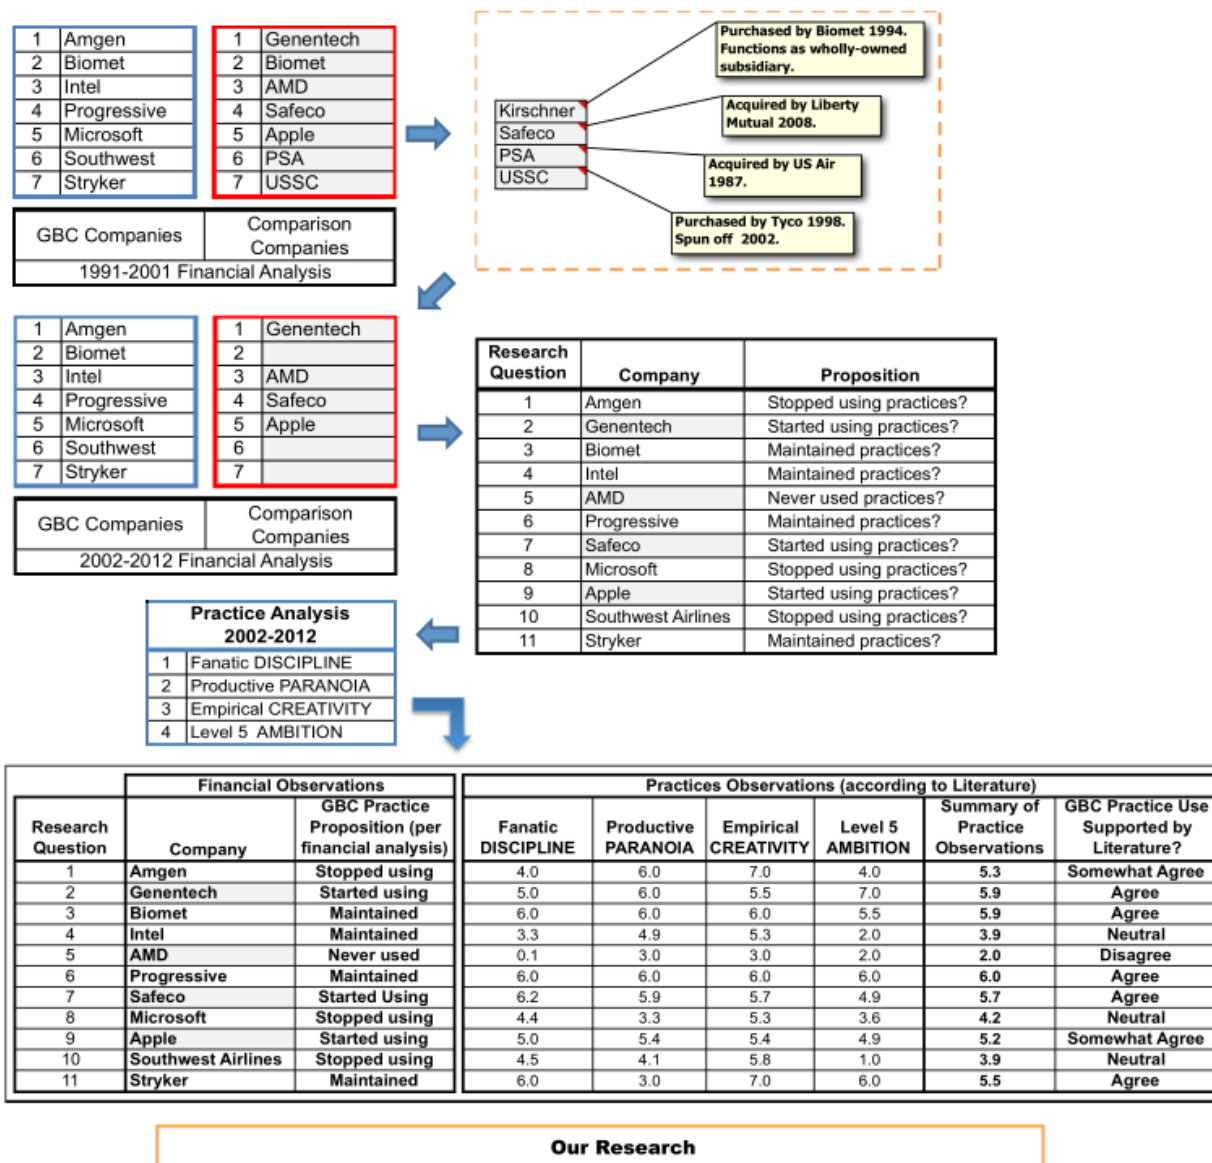 1 Amgen
2 Biomet
3 Intel
4 Progressive
5 Microsoft
6 Southwest
7 Stryker
1 Genentech
2 Biomet
3 AMD
4 Safeco
5 Apple
6 PSA
7 USSC
GBC Companies
Comparison
Companies
1991-2001 Financial Analysis
Kirschner
Safeco
PSA
USSC
Purchased by Biomet 1994.
Functions as wholly-owned
subsidiary.
Acquired by Liberty
Mutual 2008.
Acquired by US Air
1987.
Purchased by Tyco 1998.
Spun off 2002.
1 Amgen
2 Biomet
3 Intel
4 Progressive
5 Microsoft
6 Southwest
7 Stryker
1 Genentech
2
3 AMD
4 Safeco
5 Apple
6
7
GBC Companies
Comparison
Companies
2002-2012 Financial Analysis
Research
Question Company Proposition
1 Amgen Stopped using practices?
2 Genentech Started using practices?
3 Biomet Maintained practices?
4 Intel Maintained practices?
5 AMD Never used practices?
6 Progressive Maintained practices?
7 Safeco Started using practices?
8 Microsoft Stopped using practices?
9 Apple Started using practices?
10 Southwest Airlines Stopped using practices?
11 Stryker Maintained practices?
Practice Analysis
2002-2012
1 Fanatic DISCIPLINE
2 Productive PARANOIA
3 Empirical CREATIVITY
4 Level 5 AMBITION
Financial Observations Practices Observations (according to Literature)
GBC Practice Summary of GBC Practice Use
Research Proposition (per Fanatic Productive Empirical Level 5 Practice Supported by
Question Company financial analysis) DISCIPLINE PARANOIA CREATIVITY AMBITION Observations Literature?
1 Amgen Stopped using 4.0 6.0 7.0 4.0 5.3 Somewhat Agree
2 Genentech Started using 5.0 6.0 5.5 7.0 5.9 Agree
3 Biomet Maintained 6.0 6.0 6.0 5.5 5.9 Agree
4 Intel Maintained 3.3 4.9 5.3 2.0 3.9 Neutral
5 AMD Never used 0.1 3.0 3.0 2.0 2.0 Disagree
6 Progressive Maintained 6.0 6.0 6.0 6.0 6.0 Agree
7 Safeco Started Using 6.2 5.9 5.7 4.9 5.7 Agree
8 Microsoft Stopped using 4.4 3.3 5.3 3.6 4.2 Neutral
9 Apple Started using 5.0 5.4 5.4 4.9 5.2 Somewhat Agree
10 Southwest Airlines Stopped using 4.5 4.1 5.8 1.0 3.9 Neutral
11 Stryker Maintained 6.0 3.0 7.0 6.0 5.5 Agree
Our Research